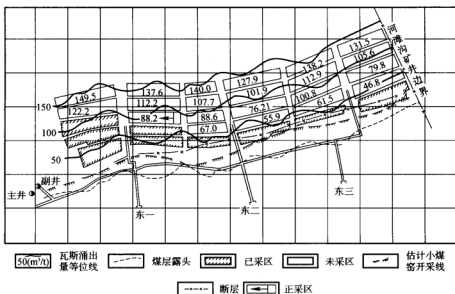 河滩沟矿井边界
131.5
105.6
79.8
46.8
138.2
112.9
100.8
61.5
127.9
101.9
76.21
55.9
140.0
107.7
88.6
67.0
137.6
112.2
88.2
149.5
122.2
150
100
50
副井
主井
东一
东二
东三
50(m³/t) 瓦斯涌出量等位线
煤层露头
已采区
未采区
估计小煤窑开采线
断层
正采区